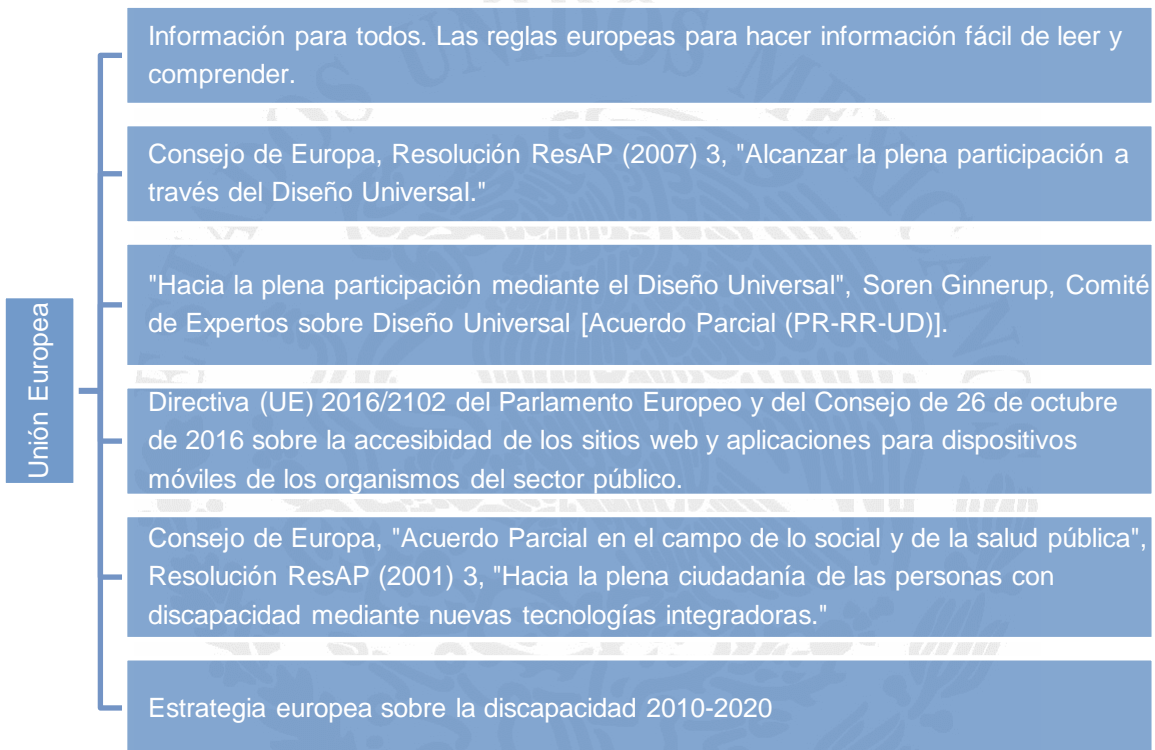 Información para todos. Las reglas europeas para hacer información fácil de leer y
comprender.
Consejo de Europa, Resolución ResAP (2007) 3, "Alcanzar la plena participación a
través del Diseño Universal."
"Hacia la plena participación mediante el Diseño Universal", Soren Ginnerup, Comité
de Expertos sobre Diseño Universal [Acuerdo Parcial (PR-RR-UD)].
Unión Europea
Directiva (UE) 2016/2102 del Parlamento Europeo y del Consejo de 26 de octubre
de 2016 sobre la accesibidad de los sitios web y aplicaciones para dispositivos
móviles de los organismos del sector público.
Consejo de Europa, "Acuerdo Parcial en el campo de lo social y de la salud pública",
Resolución ResAP (2001) 3, "Hacia la plena ciudadanía de las personas con
discapacidad mediante nuevas tecnologías integradoras."
Estrategia europea sobre la discapacidad 2010-2020
ESTADOS UNIDOS MEXICANOS